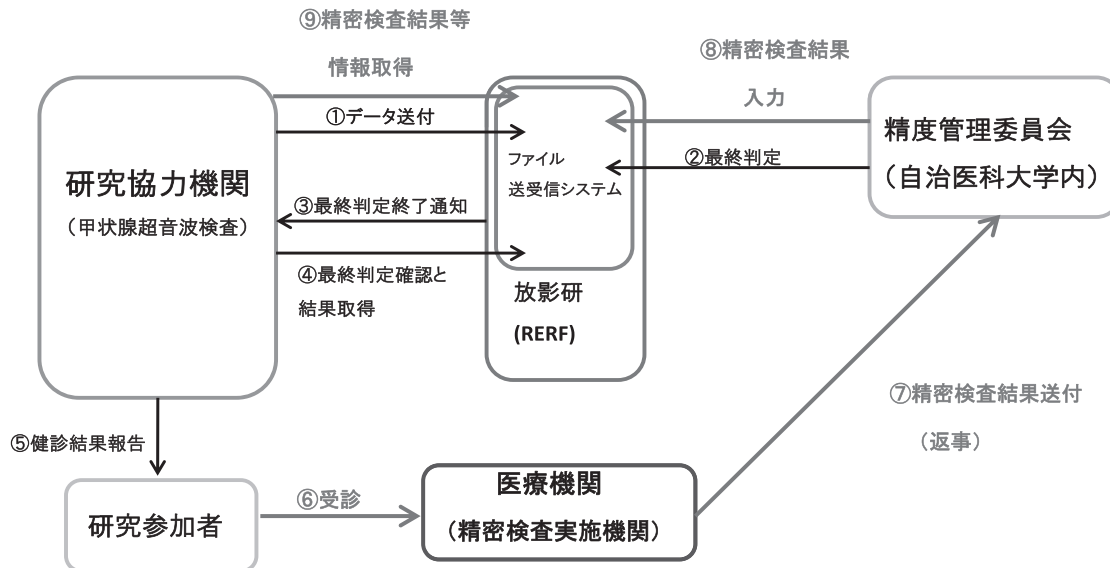 ⑨精密検査結果等
情報取得
⑧精密検査結果
入力
①データ送付
精度管理委員会
（自治医科大学内）
ファイル
送受信システム
②最終判定
研究協力機関
（甲状腺超音波検査）
③最終判定終了通知
④最終判定確認と
結果取得
放影研
(RERF)
⑦精密検査結果送付
（返事）
⑤健診結果報告
⑥受診
医療機関
（精密検査実施機関）
研究参加者